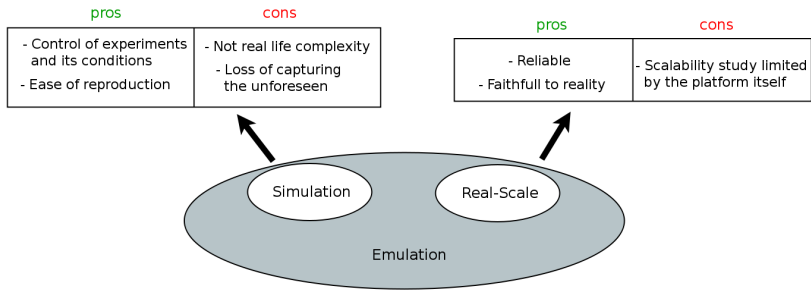 pros
cons
- Control of experiments
and its conditions
- Ease of reproduction
- Not real life complexity
- Loss of capturing
the unforeseen
pros
cons
- Reliable
- Faithfull to reality
- Scalability study limited
by the platform itself
Simulation
Real-Scale
Emulation